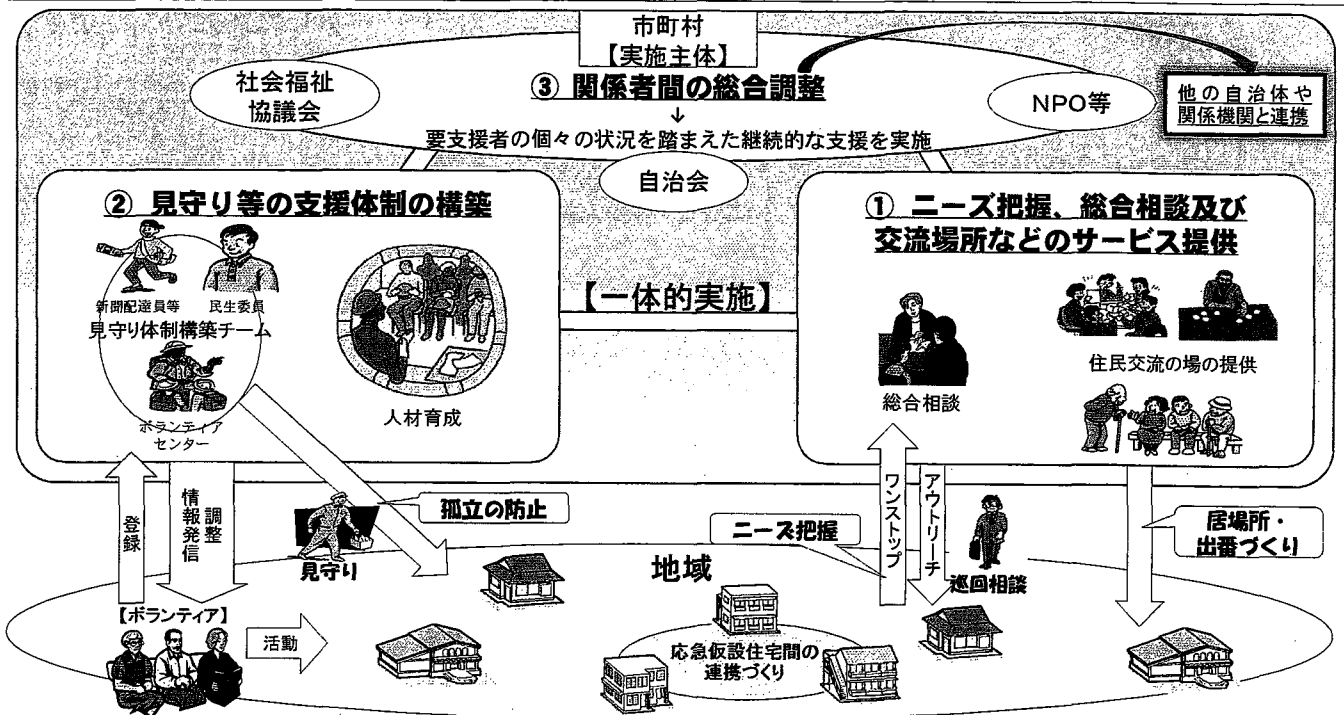 市町村
【実施主体】
社会福祉
協議会
③ 関係者間の総合調整
↓
要支援者の個々の状況を踏まえた継続的な支援を実施
NPO等
他の自治体や
関係機関と連携
自治会
② 見守り等の支援体制の構築
新聞配達員等
民生委員
見守り体制構築チーム
ボランティア
センター
人材育成
【一体的実施】
① ニーズ把握、総合相談及び
交流場所などのサービス提供
総合相談
住民交流の場の提供
登録
調整
情報発信
孤立の防止
見守り
ニーズ把握
ワンストップ
アウトリーチ
巡回相談
居場所・
出番づくり
地域
【ボランティア】
活動
応急仮設住宅間の
連携づくり